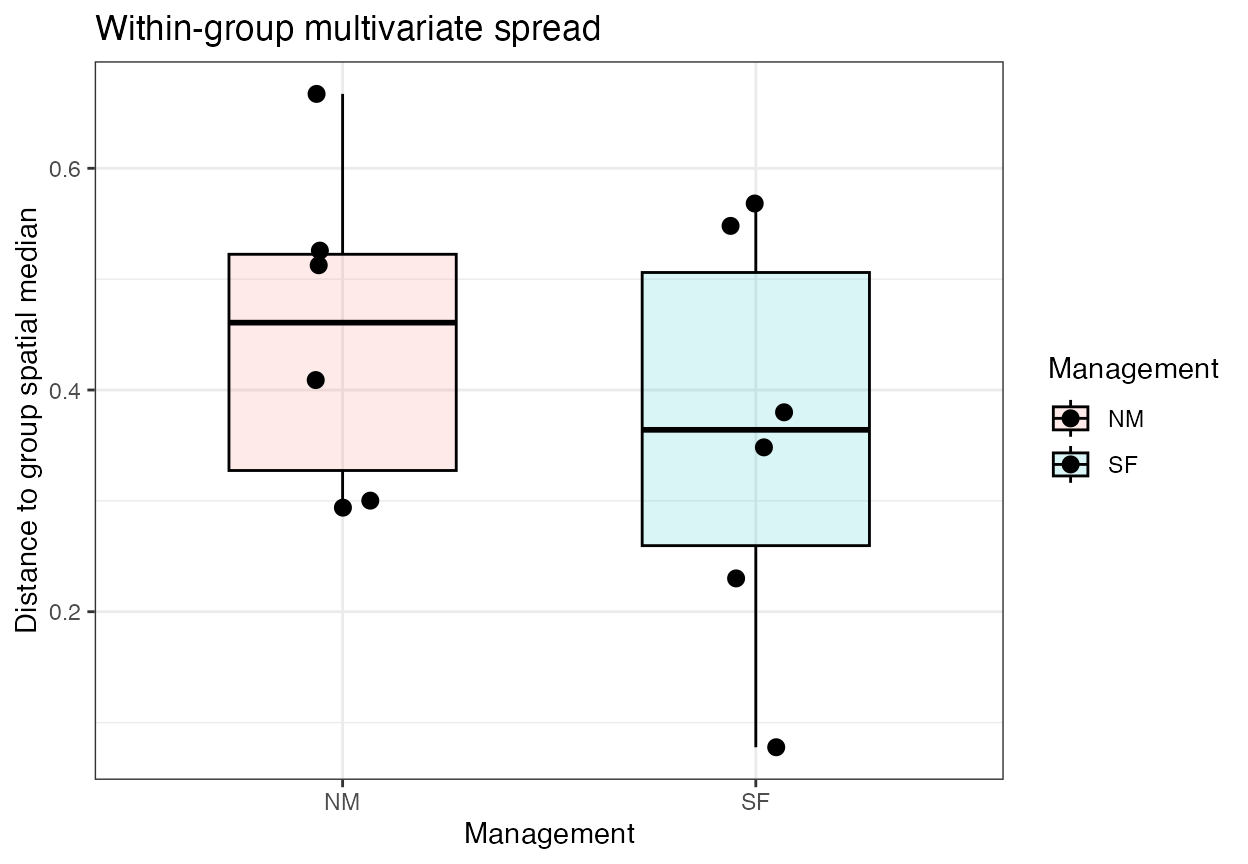 Within-group multivariate spread
Distance to group spatial median
0.6
0.4
0.2
NM
SF
Management
Management
NM
SF